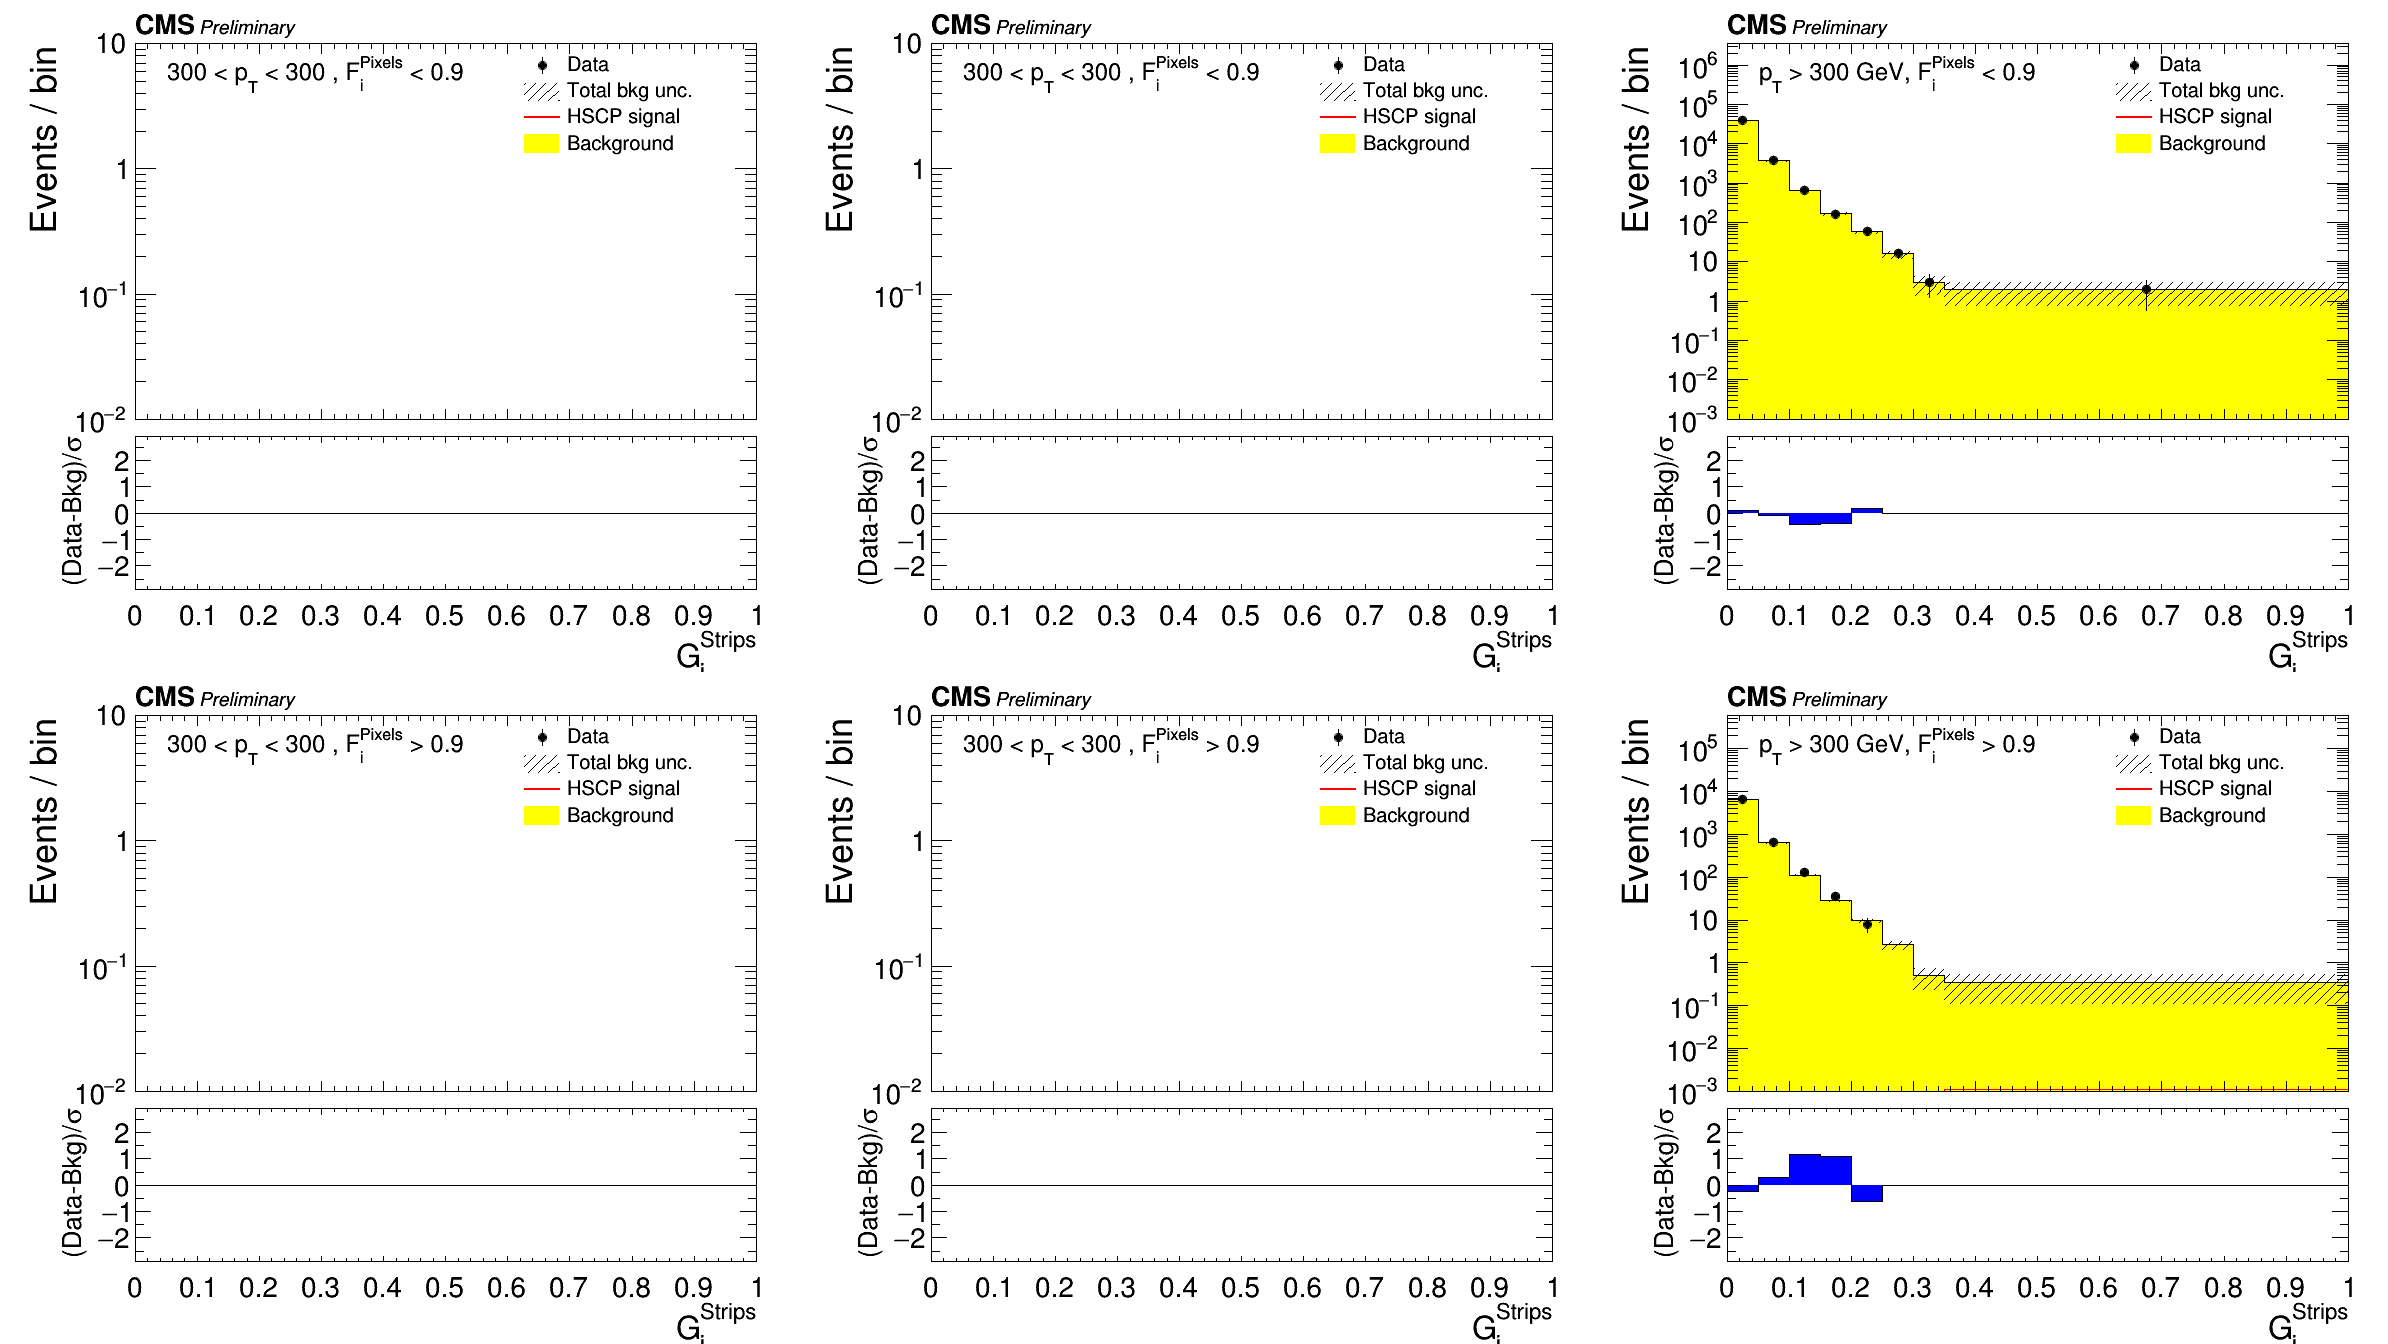 CMS Preliminary
Events / bin
300 < p_T < 300 , F_i^Pixels < 0.9
Data
Total bkg unc.
HSCP signal
Background
10
1
10^−1
10^−2
(Data-Bkg)/σ
2
1
0
−1
−2
0 0.1 0.2 0.3 0.4 0.5 0.6 0.7 0.8 0.9 1
G_i^Strips
CMS Preliminary
Events / bin
300 < p_T < 300 , F_i^Pixels < 0.9
Data
Total bkg unc.
HSCP signal
Background
10
1
10^−1
10^−2
(Data-Bkg)/σ
2
1
0
−1
−2
0 0.1 0.2 0.3 0.4 0.5 0.6 0.7 0.8 0.9 1
G_i^Strips
CMS Preliminary
Events / bin
p_T > 300 GeV, F_i^Pixels < 0.9
Data
Total bkg unc.
HSCP signal
Background
10^6
10^5
10^4
10^3
10^2
10
1
10^−1
10^−2
10^−3
(Data-Bkg)/σ
2
1
0
−1
−2
0 0.1 0.2 0.3 0.4 0.5 0.6 0.7 0.8 0.9 1
G_i^Strips
CMS Preliminary
Events / bin
300 < p_T < 300 , F_i^Pixels > 0.9
Data
Total bkg unc.
HSCP signal
Background
10
1
10^−1
10^−2
(Data-Bkg)/σ
2
1
0
−1
−2
0 0.1 0.2 0.3 0.4 0.5 0.6 0.7 0.8 0.9 1
G_i^Strips
CMS Preliminary
Events / bin
300 < p_T < 300 , F_i^Pixels > 0.9
Data
Total bkg unc.
HSCP signal
Background
10
1
10^−1
10^−2
(Data-Bkg)/σ
2
1
0
−1
−2
0 0.1 0.2 0.3 0.4 0.5 0.6 0.7 0.8 0.9 1
G_i^Strips
CMS Preliminary
Events / bin
p_T > 300 GeV, F_i^Pixels > 0.9
Data
Total bkg unc.
HSCP signal
Background
10^5
10^4
10^3
10^2
10
1
10^−1
10^−2
10^−3
(Data-Bkg)/σ
2
1
0
−1
−2
0 0.1 0.2 0.3 0.4 0.5 0.6 0.7 0.8 0.9 1
G_i^Strips